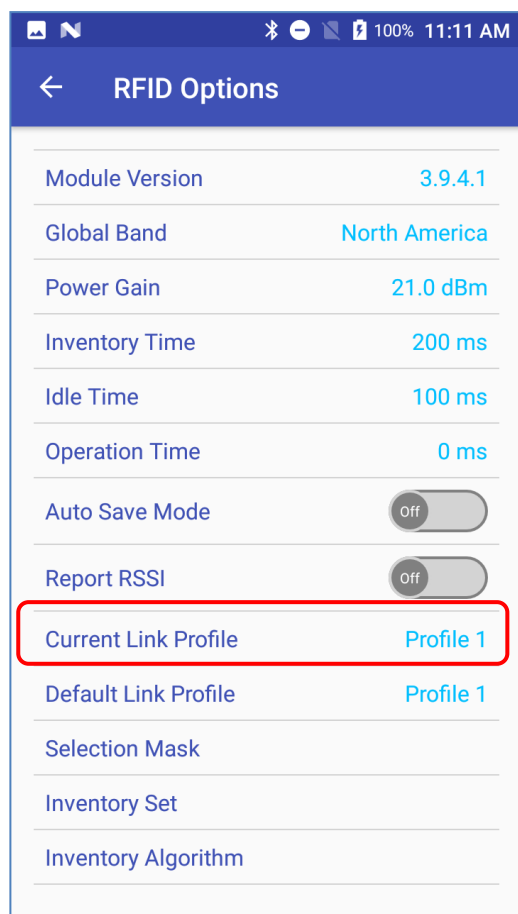 100% 11:11 AM
RFID Options
Module Version 3.9.4.1
Global Band North America
Power Gain 21.0 dBm
Inventory Time 200 ms
Idle Time 100 ms
Operation Time 0 ms
Auto Save Mode Off
Report RSSI Off
Current Link Profile Profile 1
Default Link Profile Profile 1
Selection Mask
Inventory Set
Inventory Algorithm